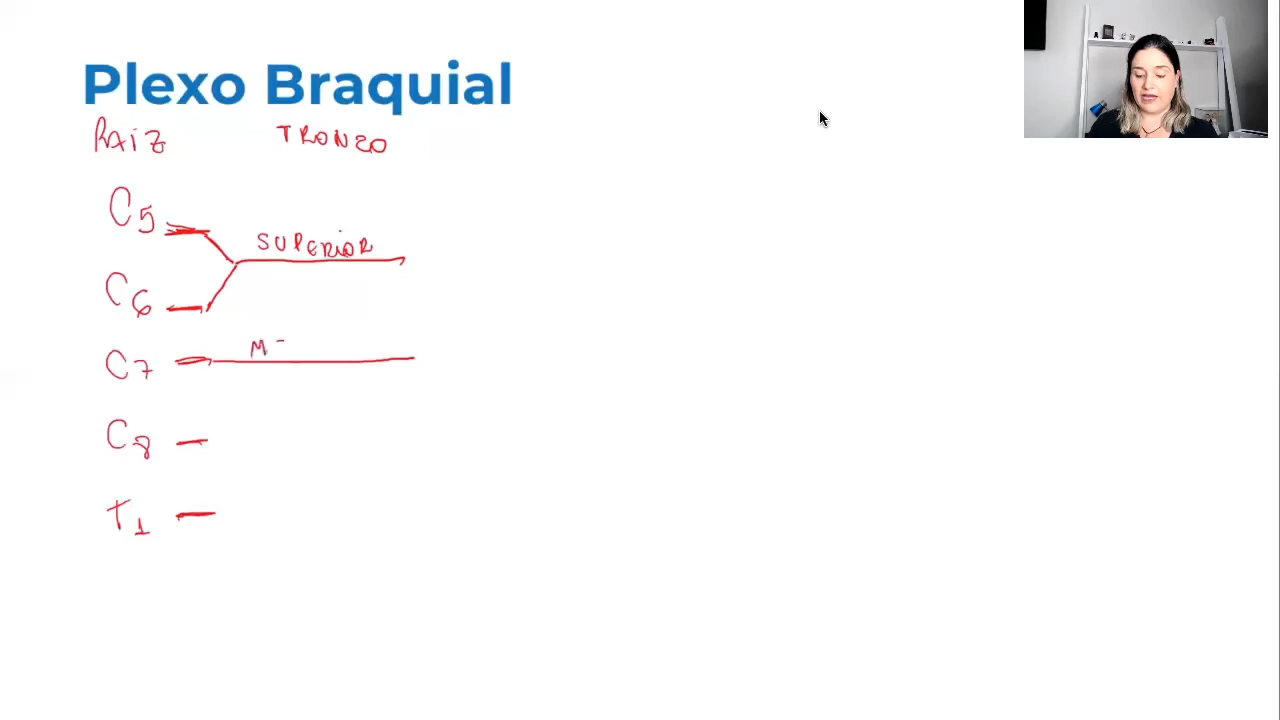 Plexo Braquial
RAIZ TRONCO
C5
SUPERIOR
C6
M
C7
C8
T1